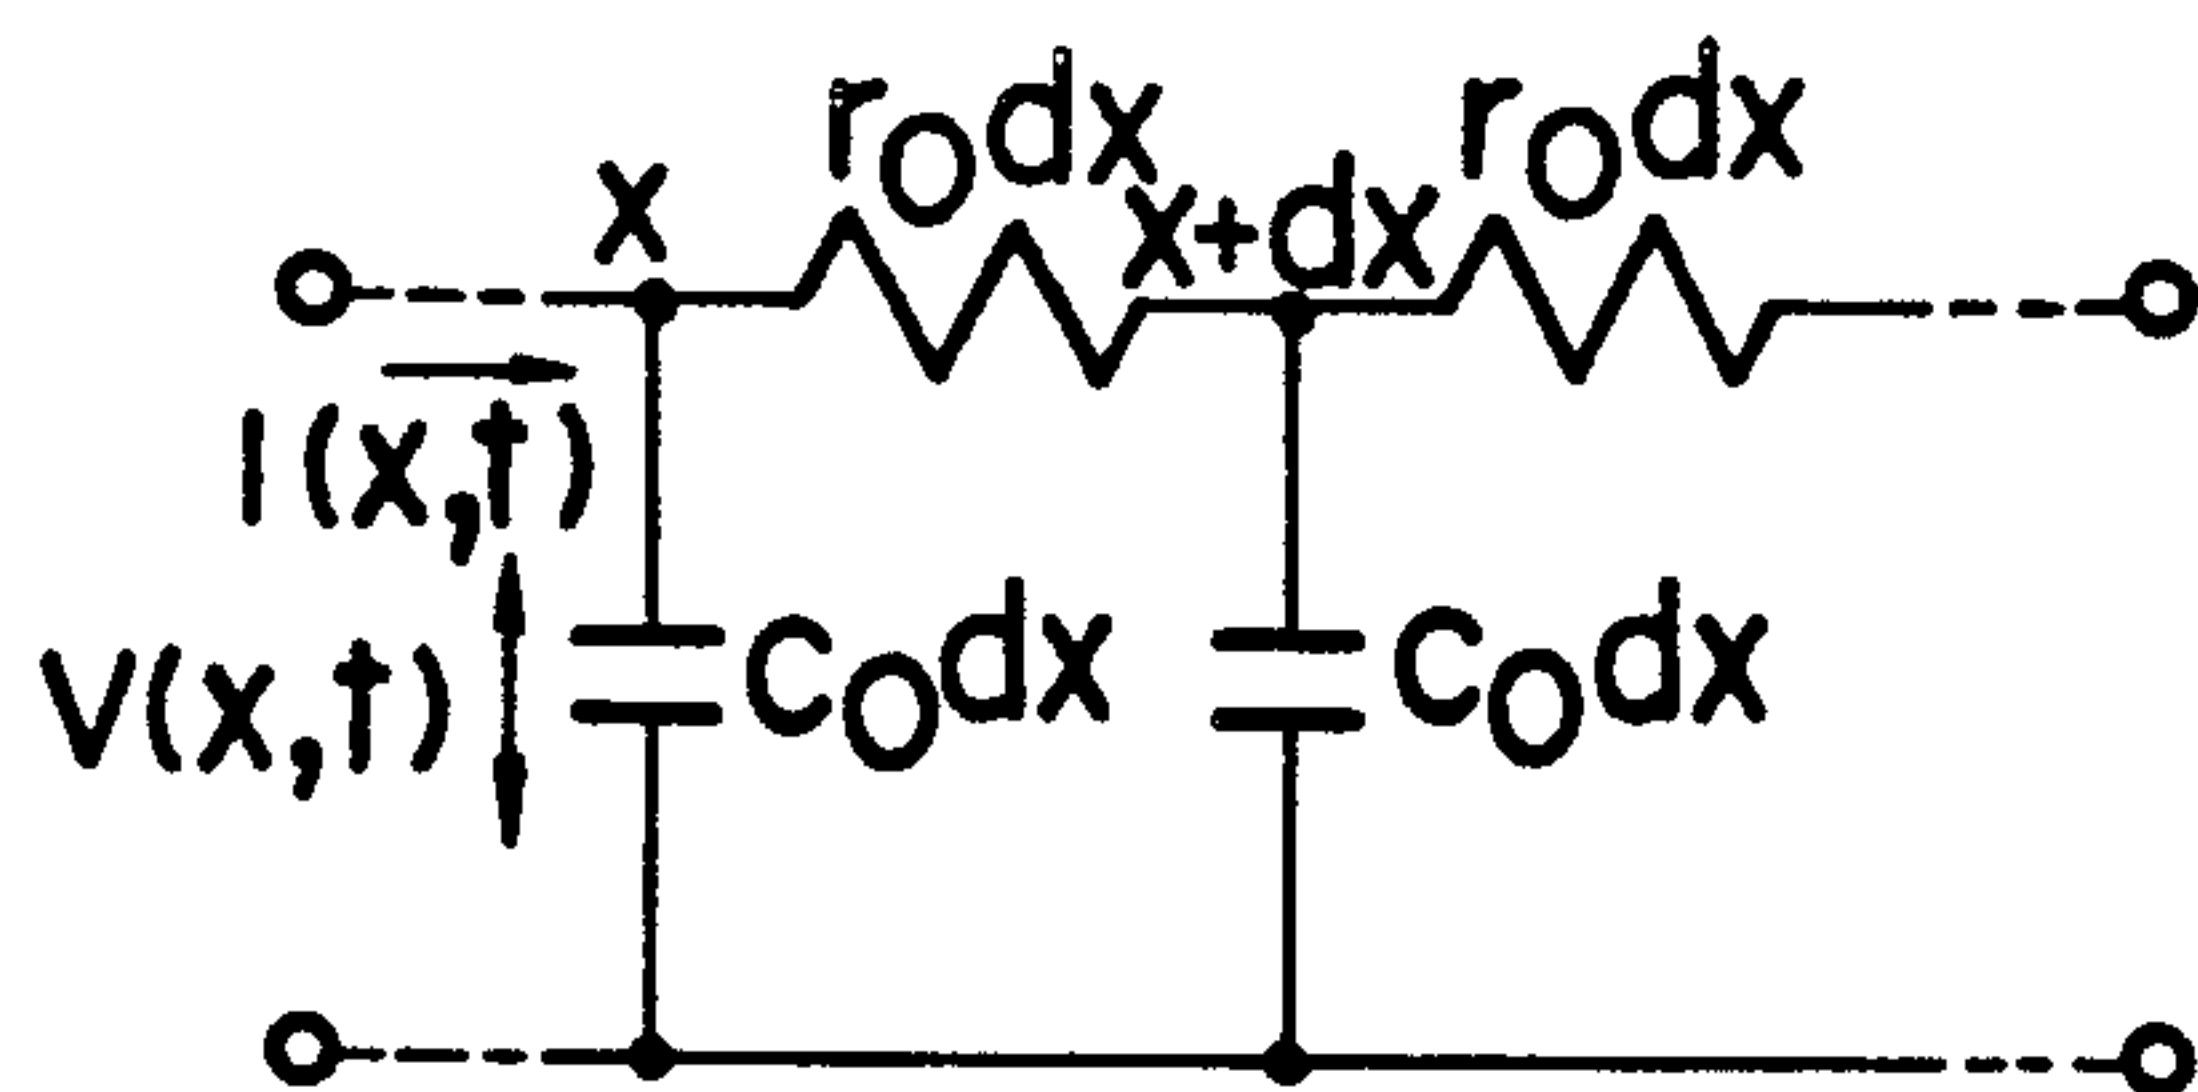 r₀dx
r₀dx
x
x+dx
I(x,t)
V(x,t)
c₀dx
c₀dx